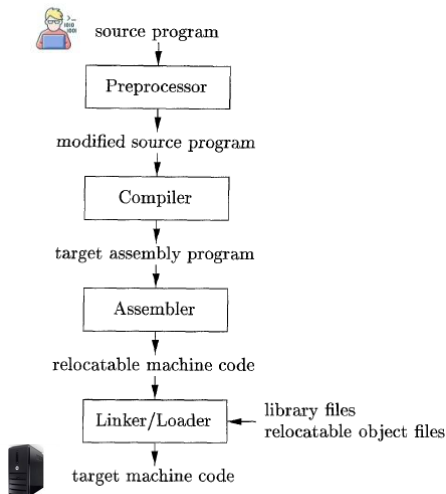 source program
Preprocessor
modified source program
Compiler
target assembly program
Assembler
relocatable machine code
Linker/Loader
library files
relocatable object files
target machine code